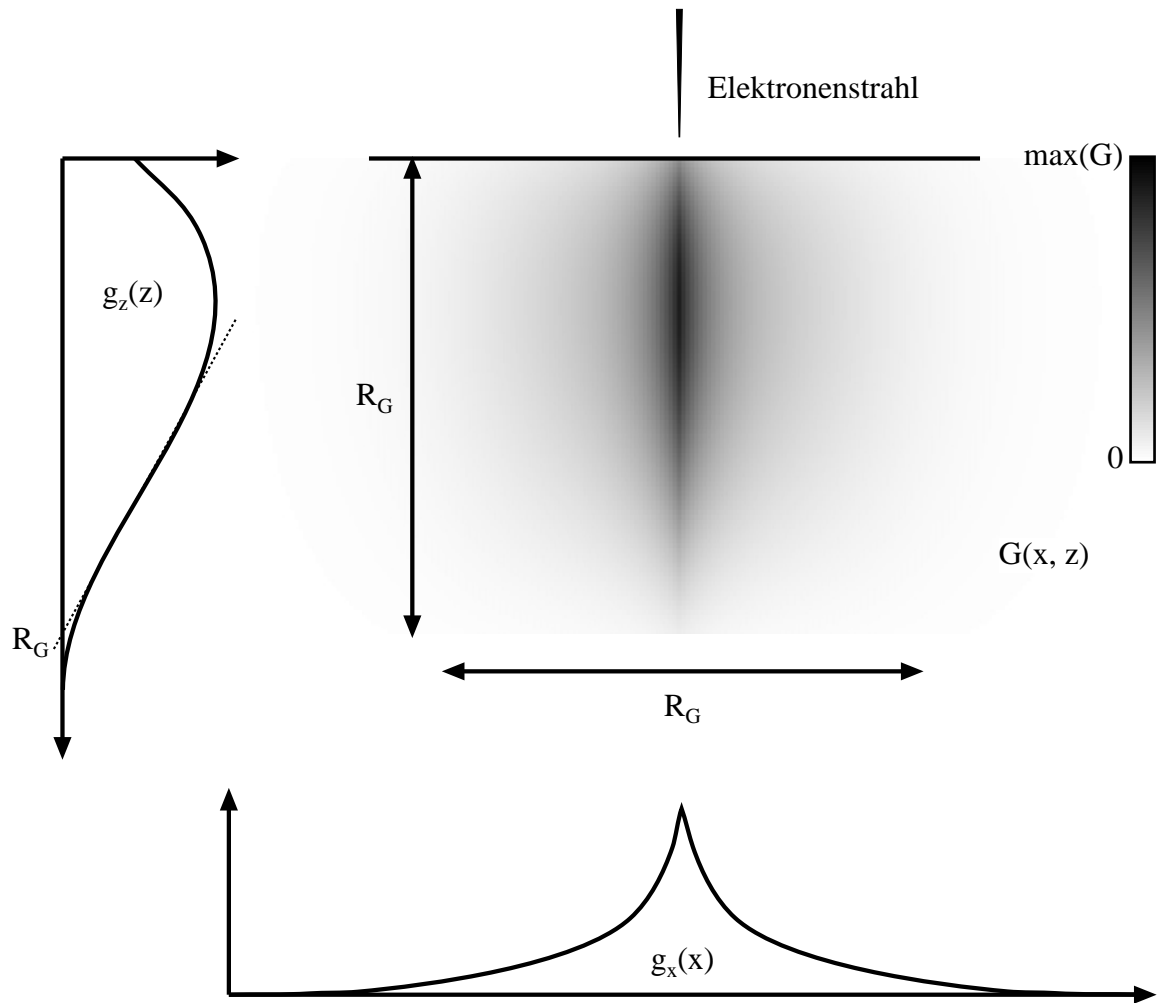 Elektronenstrahl
max(G)
g_z(z)
R_G
0
G(x, z)
R_G
R_G
g_x(x)